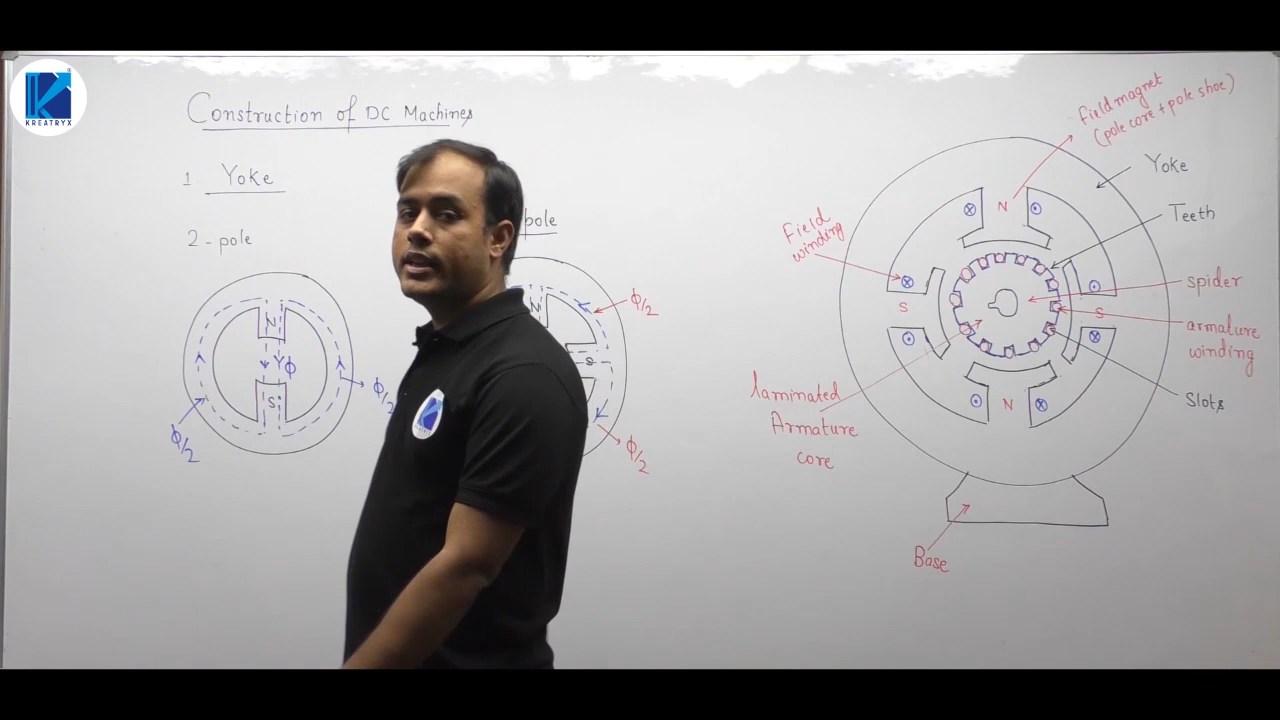 KREATRYX
Construction of DC Machines
1. Yoke
2-pole
pole
N
S
ϕ
ϕ/2
ϕ/2
N
S
ϕ/2
ϕ/2
Field magnet
(pole core + pole shoe)
Yoke
Teeth
Field
winding
N
S
S
N
spider
armature
winding
Slots
laminated
Armature
core
Base